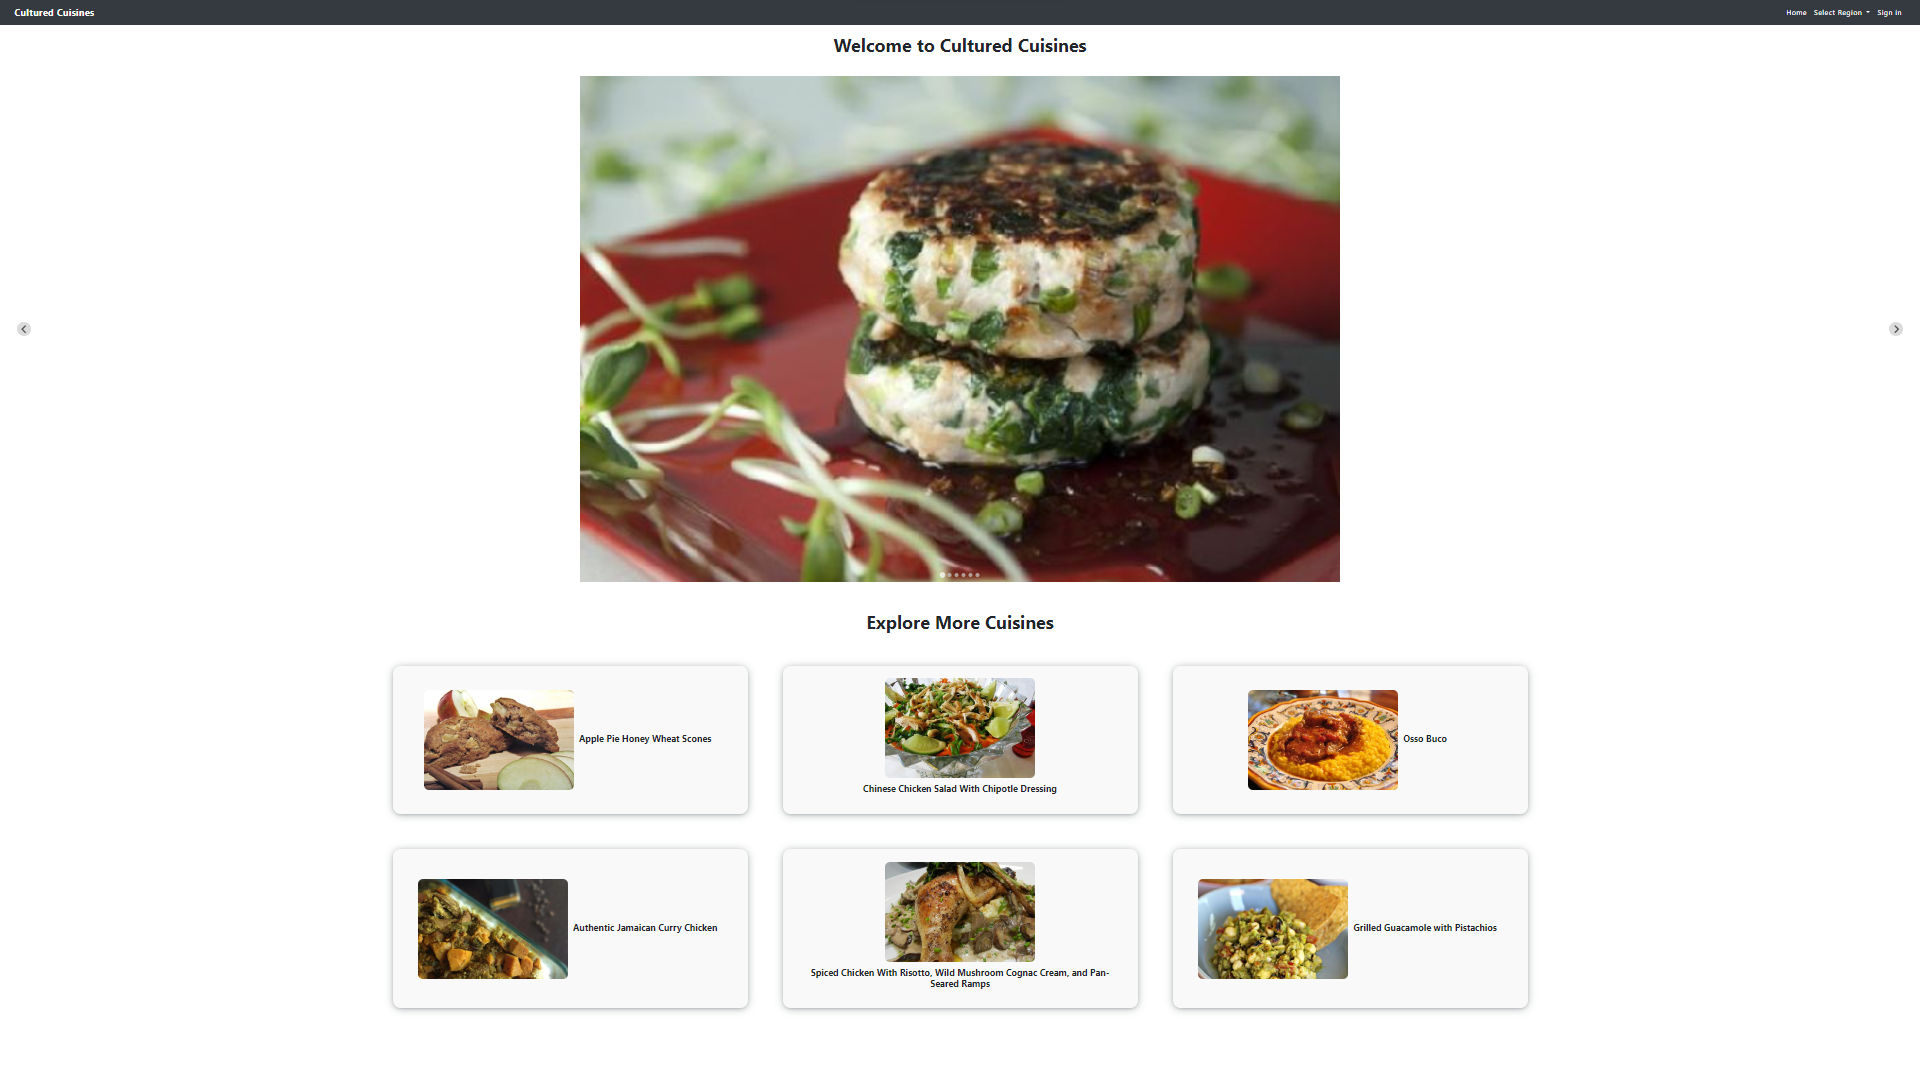 Cultured Cuisines
Home Select Region Sign In
Welcome to Cultured Cuisines
Explore More Cuisines
Apple Pie Honey Wheat Scones
Chinese Chicken Salad With Chipotle Dressing
Osso Buco
Authentic Jamaican Curry Chicken
Spiced Chicken With Risotto, Wild Mushroom Cognac Cream, and Pan-
Seared Ramps
Grilled Guacamole with Pistachios